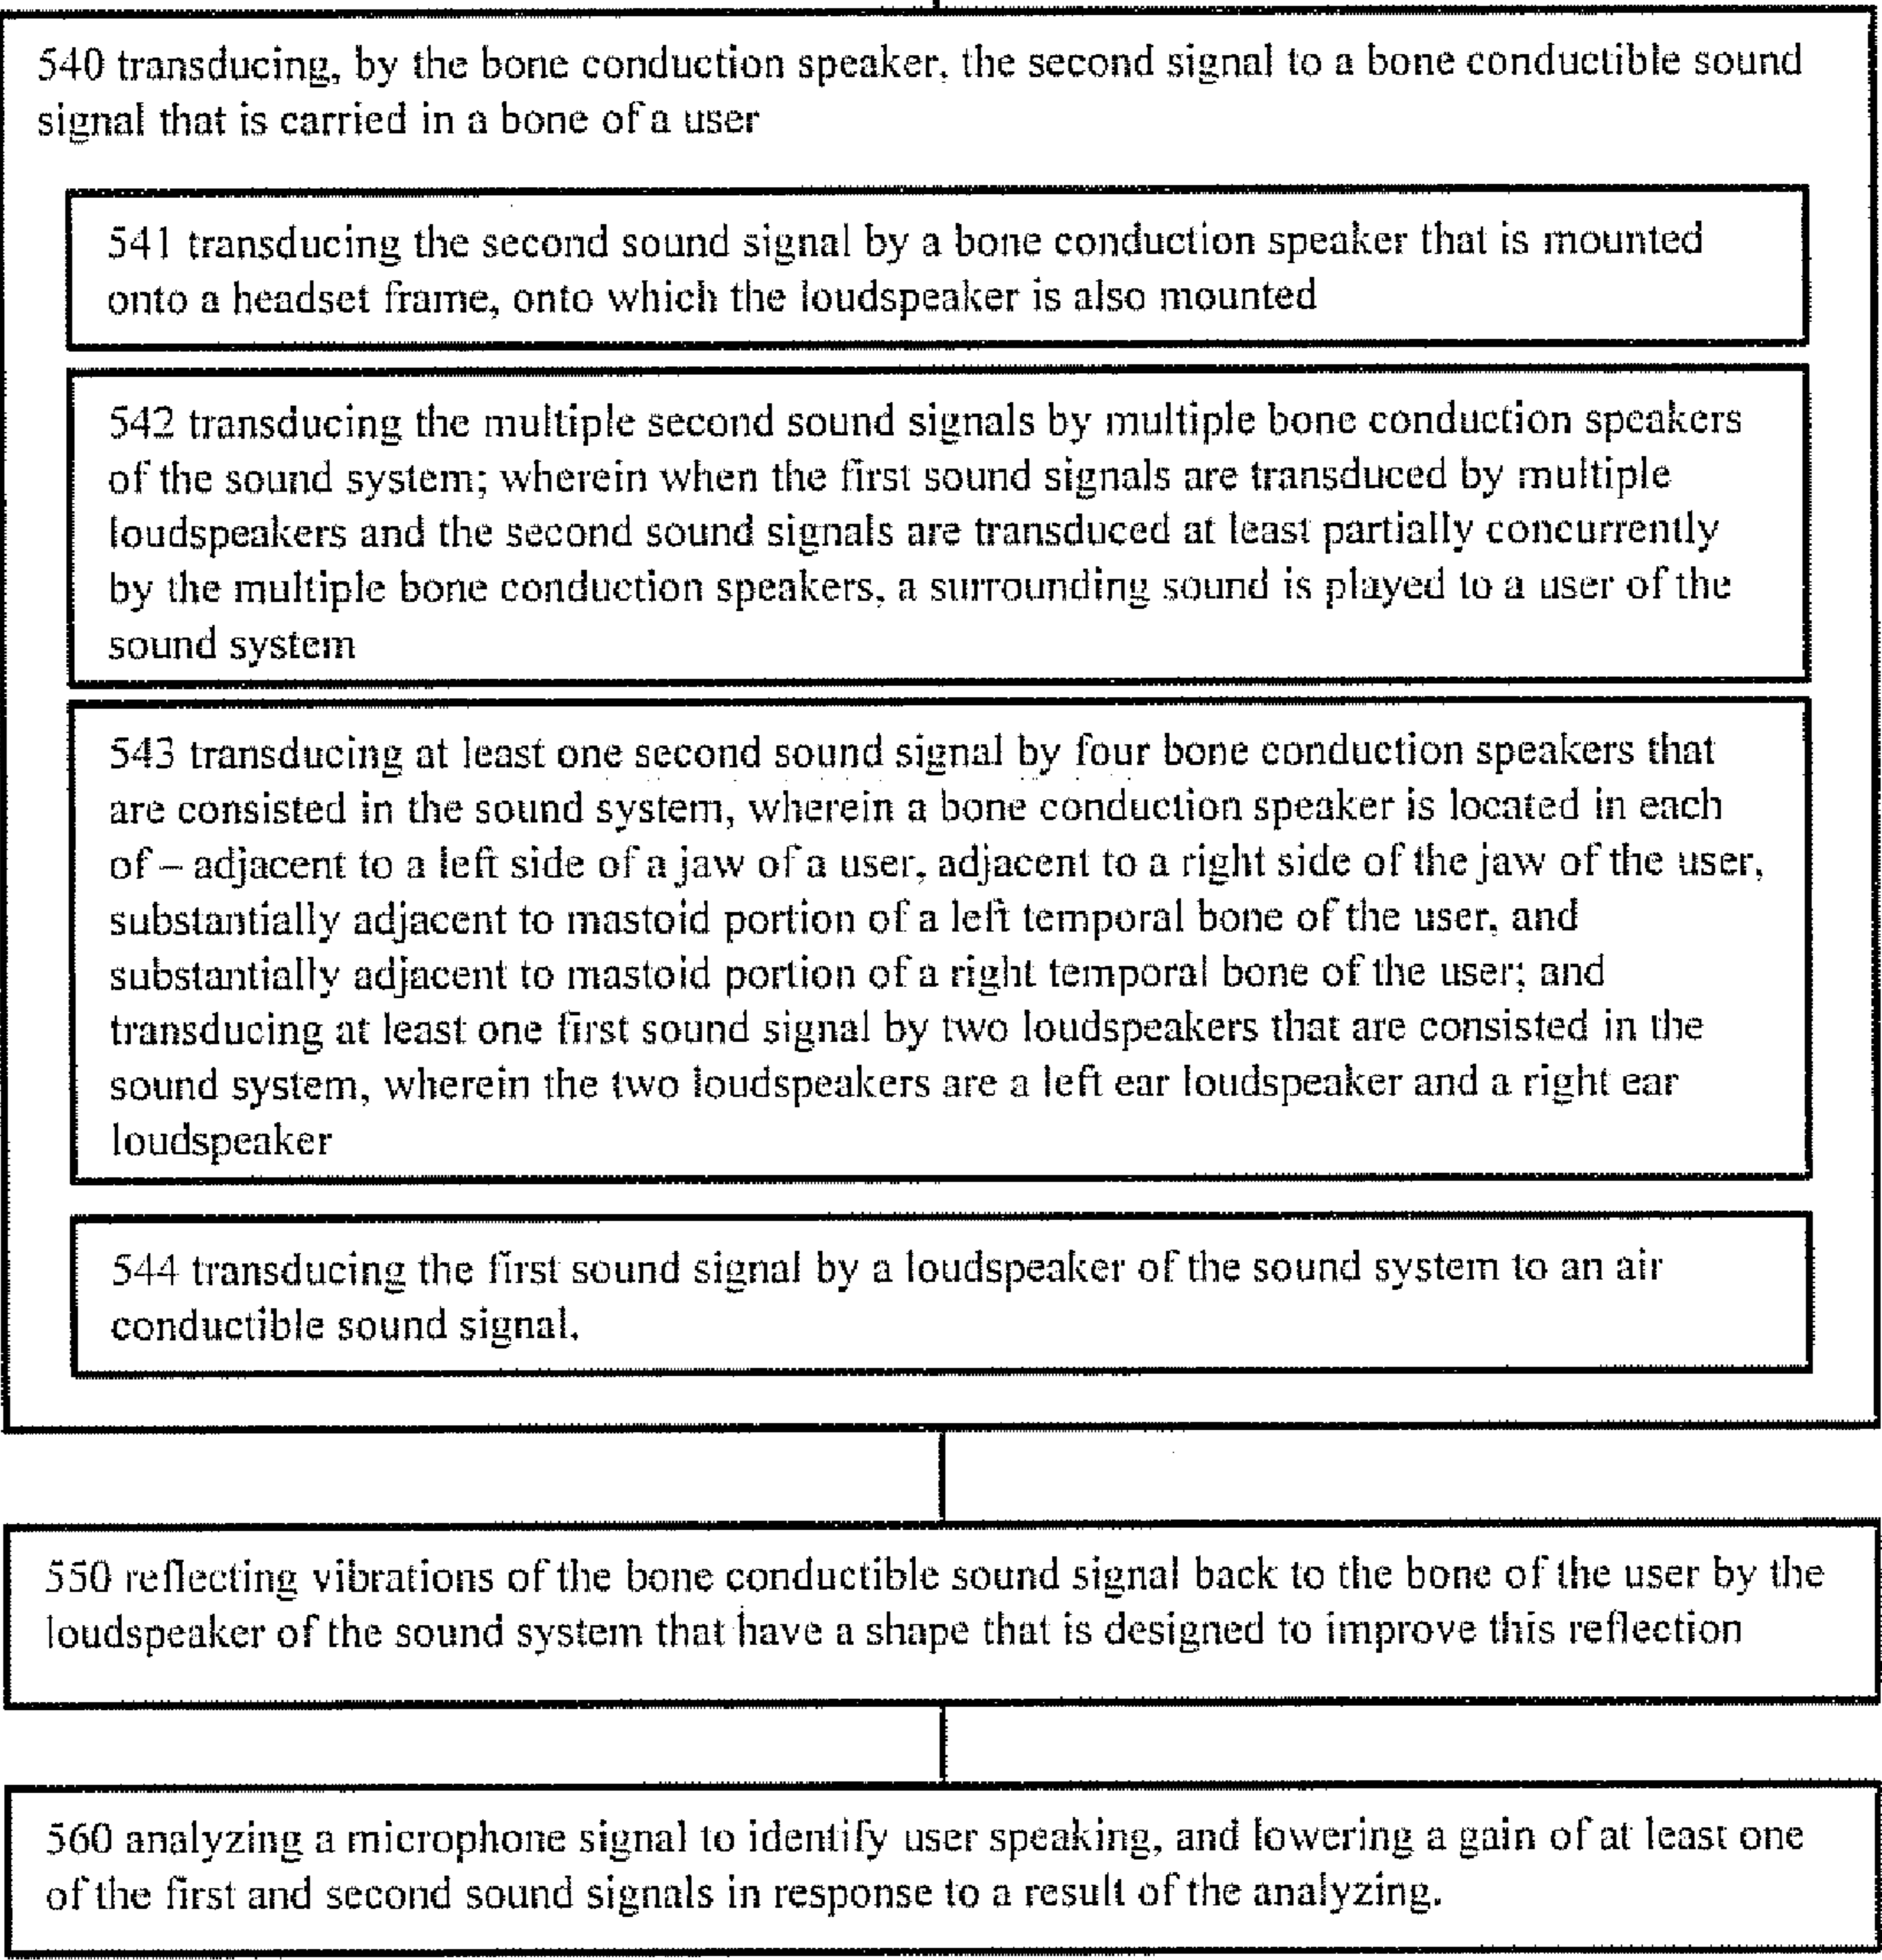 540 transducing, by the bone conduction speaker, the second signal to a bone conductible sound
signal that is carried in a bone of a user
541 transducing the second sound signal by a bone conduction speaker that is mounted
onto a headset frame, onto which the loudspeaker is also mounted
542 transducing the multiple second sound signals by multiple bone conduction speakers
of the sound system; wherein when the first sound signals are transduced by multiple
loudspeakers and the second sound signals are transduced at least partially concurrently
by the multiple bone conduction speakers, a surrounding sound is played to a user of the
sound system
543 transducing at least one second sound signal by four bone conduction speakers that
are consisted in the sound system, wherein a bone conduction speaker is located in each
of – adjacent to a left side of a jaw of a user, adjacent to a right side of the jaw of the user,
substantially adjacent to mastoid portion of a left temporal bone of the user, and
substantially adjacent to mastoid portion of a right temporal bone of the user; and
transducing at least one first sound signal by two loudspeakers that are consisted in the
sound system, wherein the two loudspeakers are a left ear loudspeaker and a right ear
loudspeaker
544 transducing the first sound signal by a loudspeaker of the sound system to an air
conductible sound signal.
550 reflecting vibrations of the bone conductible sound signal back to the bone of the user by the
loudspeaker of the sound system that have a shape that is designed to improve this reflection
560 analyzing a microphone signal to identify user speaking, and lowering a gain of at least one
of the first and second sound signals in response to a result of the analyzing.